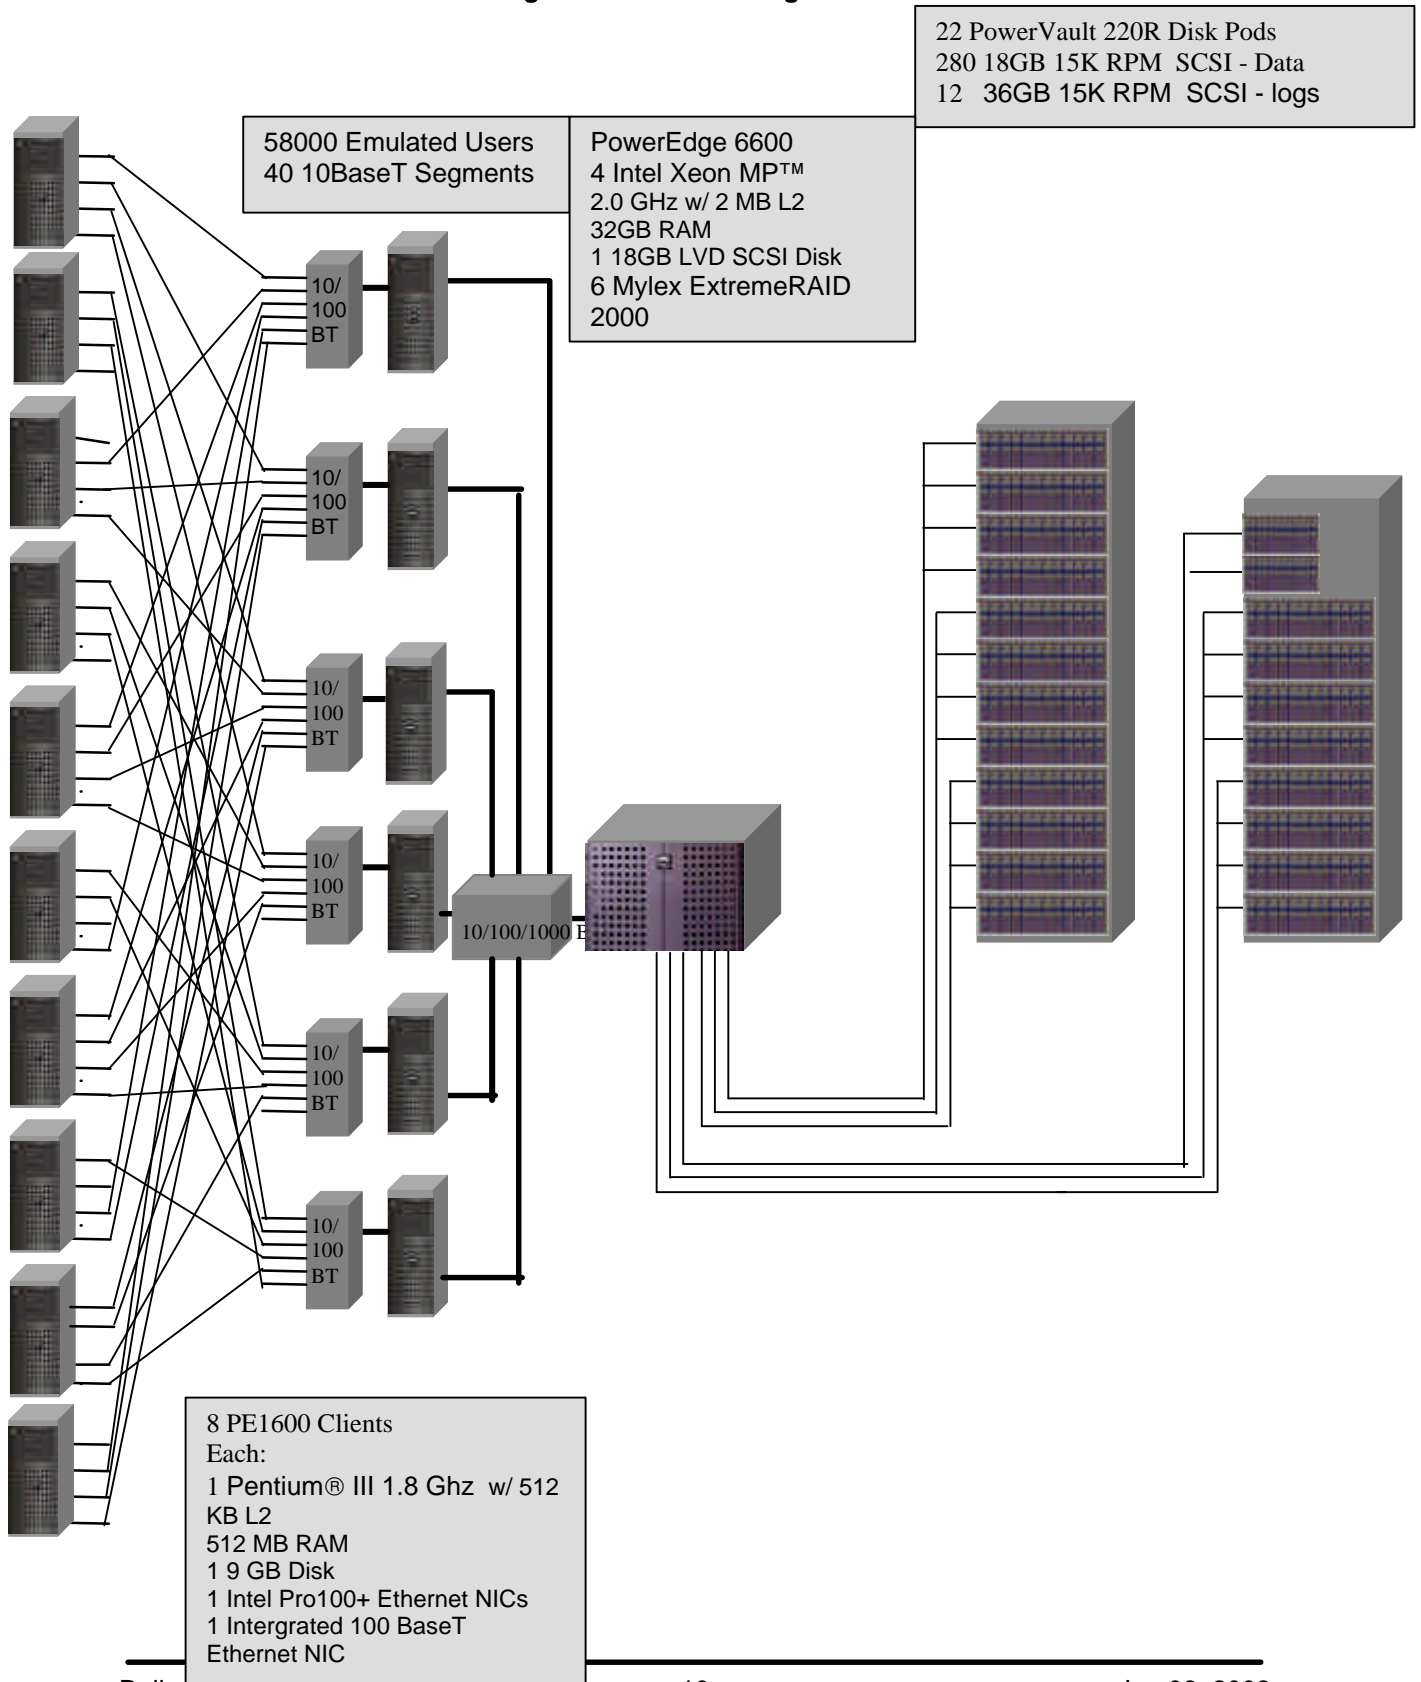 22 PowerVault 220R Disk Pods
280 18GB 15K RPM SCSI - Data
12 36GB 15K RPM SCSI - logs
58000 Emulated Users
40 10BaseT Segments
PowerEdge 6600
4 Intel Xeon MP™
2.0 GHz w/ 2 MB L2
32GB RAM
1 18GB LVD SCSI Disk
6 Mylex ExtremeRAID
2000
10/
100
BT
10/
100
BT
10/
100
BT
10/
100
BT
10/100/1000
10/
100
BT
10/
100
BT
8 PE1600 Clients
Each:
1 Pentium® III 1.8 Ghz w/ 512
KB L2
512 MB RAM
1 9 GB Disk
1 Intel Pro100+ Ethernet NICs
1 Intergrated 100 BaseT
Ethernet NIC